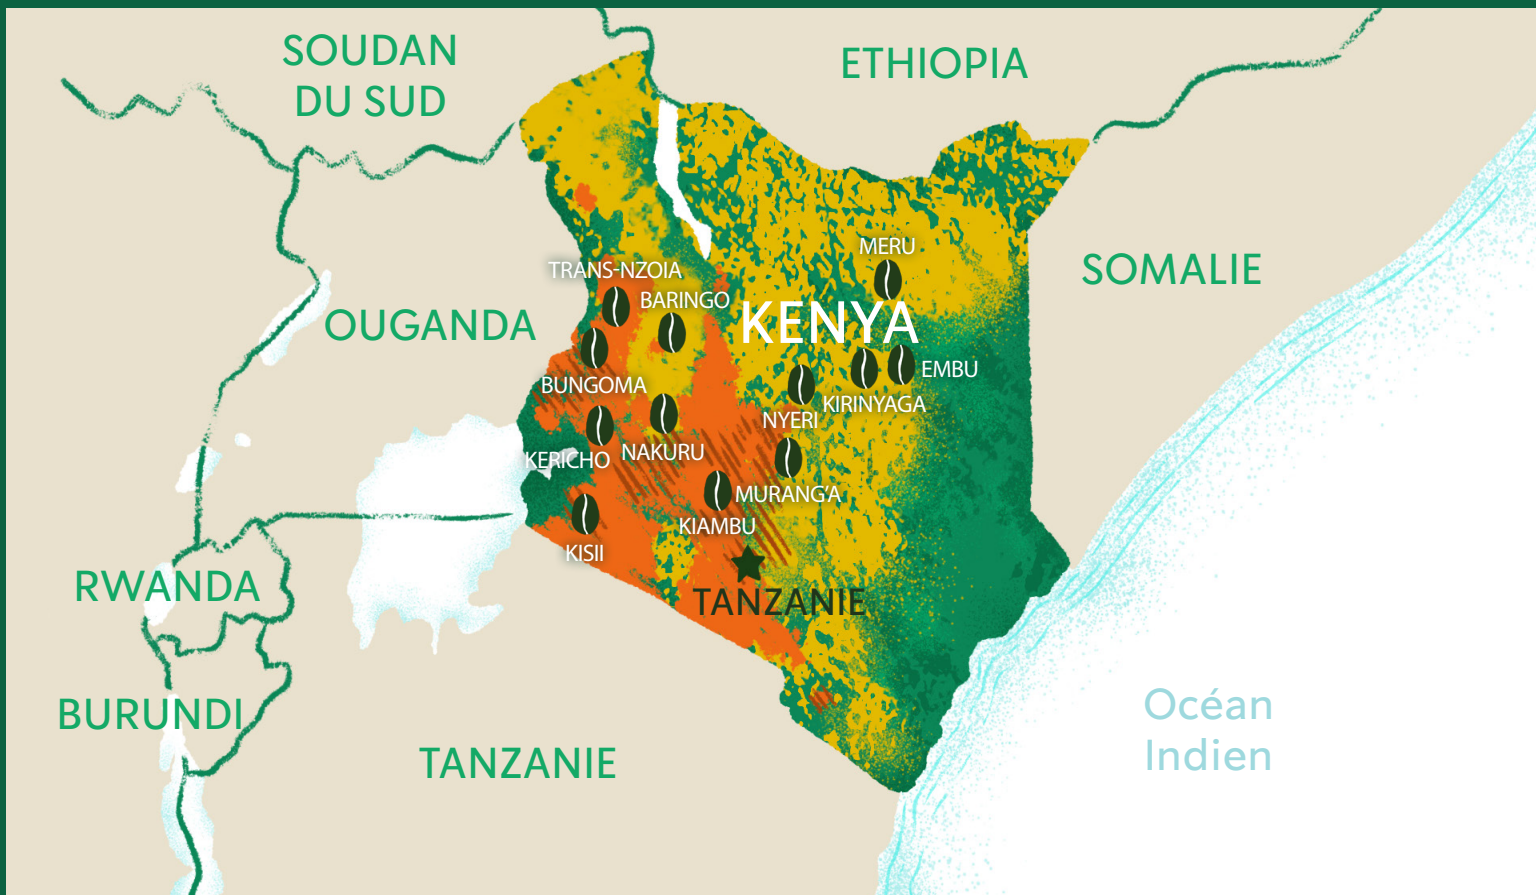 SOUDAN
DU SUD
ETHIOPIA
MERU
TRANS-NZOIA
SOMALIE
BARINGO
OUGANDA
KENYA
EMBU
BUNGOMA
KIRINYAGA
NYERI
NAKURU
KERICHO
MURANG'A
KIAMBU
KISII
RWANDA
TANZANIE
BURUNDI
Océan
Indien
TANZANIE